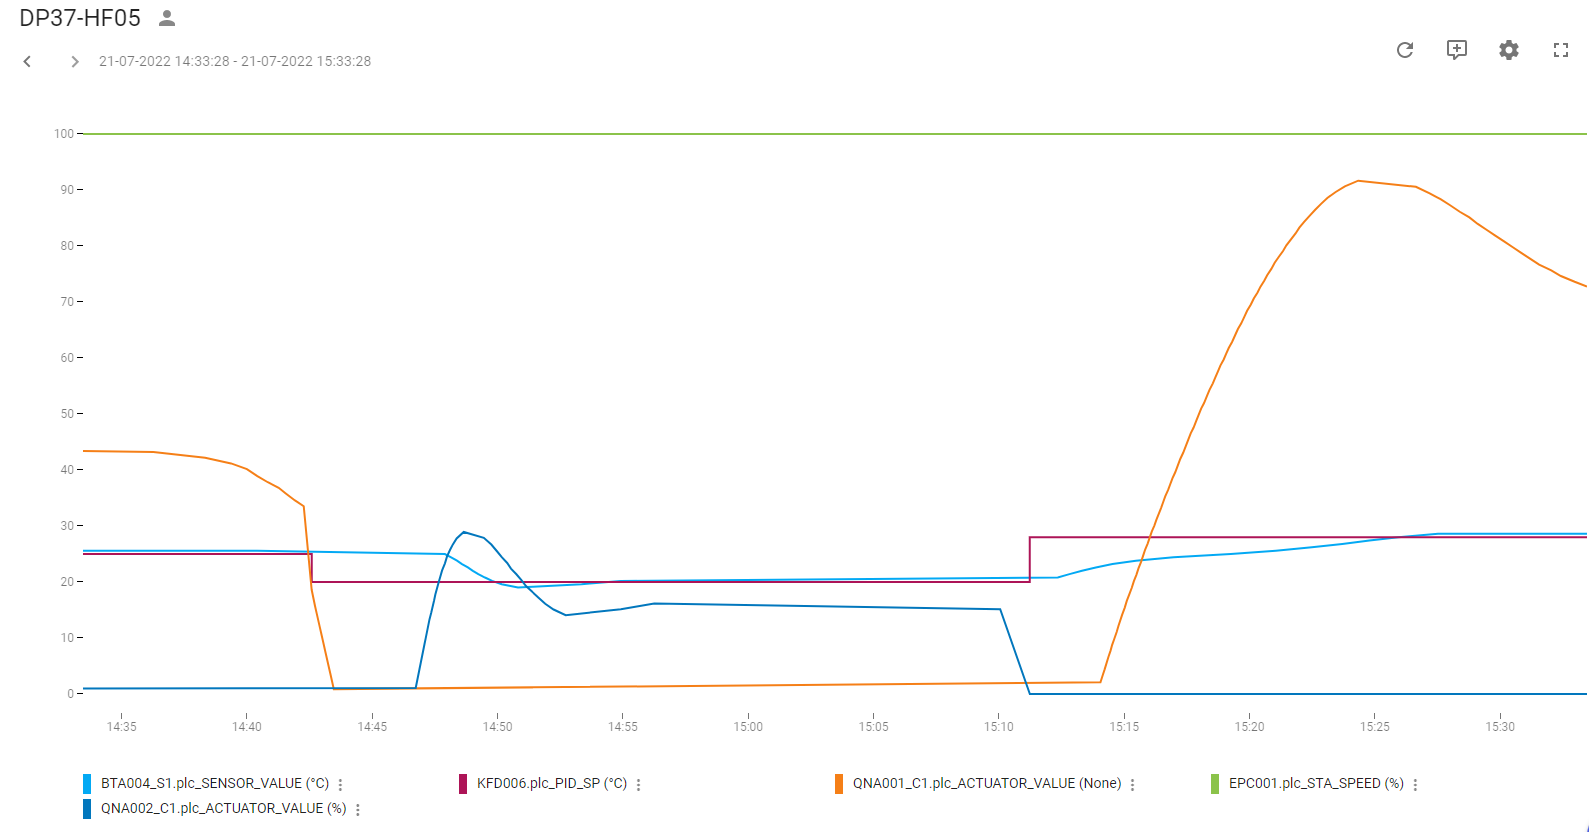 DP37-HF05
21-07-2022 14:33:28 - 21-07-2022 15:33:28
100
90
80
70
60
50
40
30
20
10
0
14:35 14:40 14:45 14:50 14:55 15:00 15:05 15:10 15:15 15:20 15:25 15:30
BTA004_S1.plc_SENSOR_VALUE (°C) KFD006.plc_PID_SP (°C) QNA001_C1.plc_ACTUATOR_VALUE (None) EPC001.plc_STA_SPEED (%)
QNA002_C1.plc_ACTUATOR_VALUE (%)